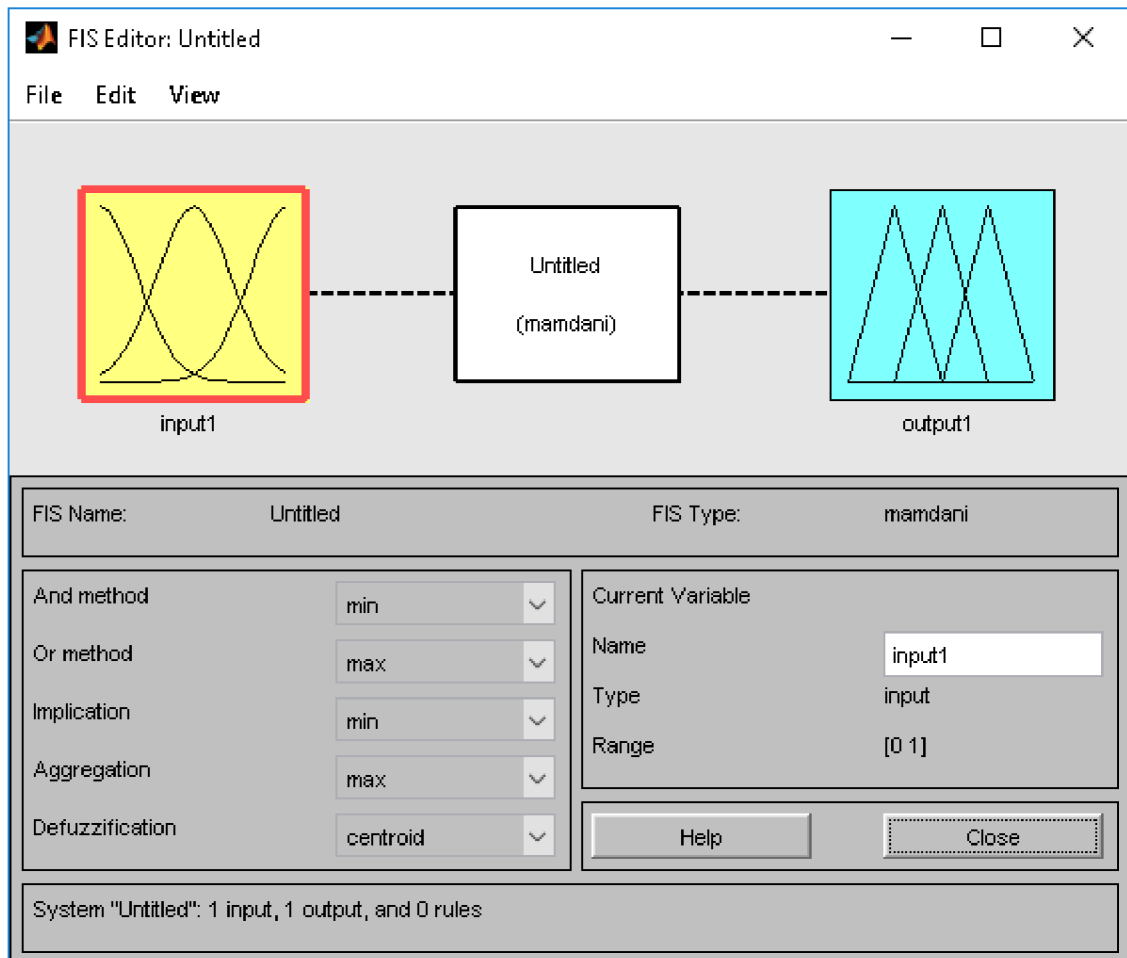 FIS Editor: Untitled
File Edit View
Untitled
(mamdani)
input1
output1
FIS Name: Untitled FIS Type: mamdani
And method min
Or method max
Implication min
Aggregation max
Defuzzification centroid
Current Variable
Name input1
Type input
Range [0 1]
Help Close
System "Untitled": 1 input, 1 output, and 0 rules